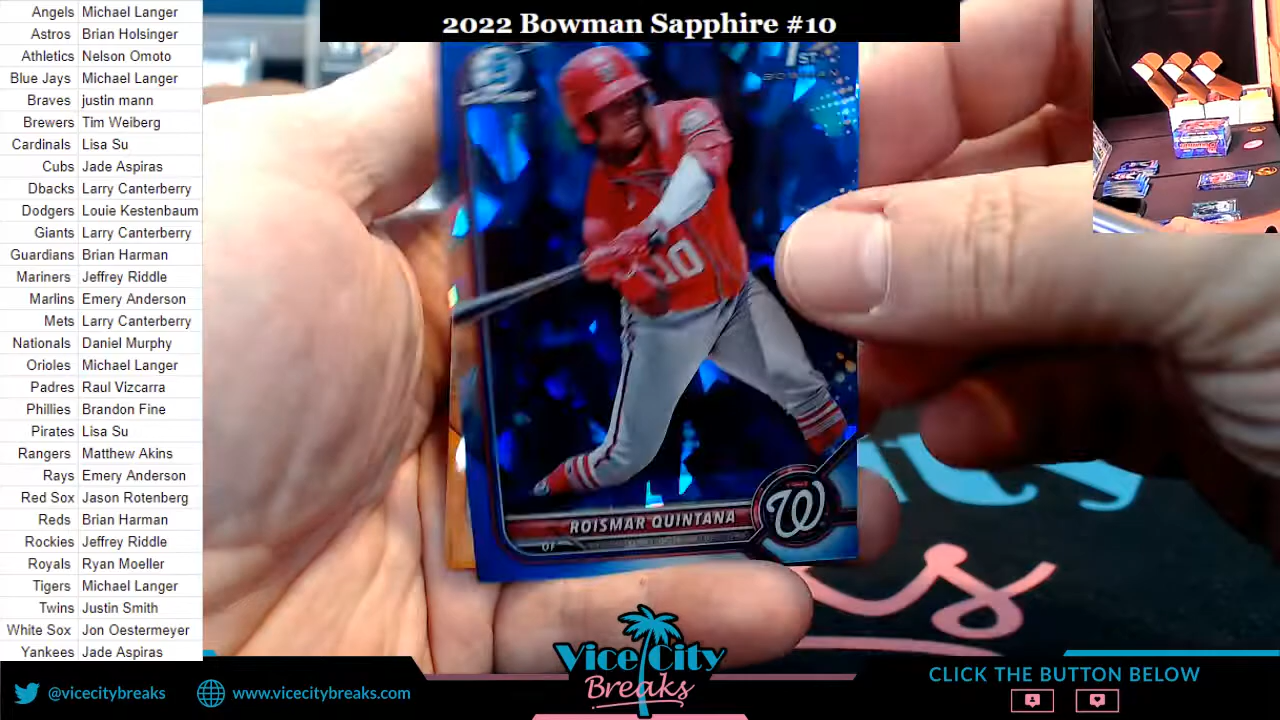 2022 Bowman Sapphire #10
Angels Michael Langer
Astros Brian Holsinger
Athletics Nelson Omoto
Blue Jays Michael Langer
Braves justin mann
Brewers Tim Weiberg
Cardinals Lisa Su
Cubs Jade Aspiras
Dbacks Larry Canterberry
Dodgers Louie Kestenbaum
Giants Larry Canterberry
Guardians Brian Harman
Mariners Jeffrey Riddle
Marlins Emery Anderson
Mets Larry Canterberry
Nationals Daniel Murphy
Orioles Michael Langer
Padres Raul Vizcarra
Phillies Brandon Fine
Pirates Lisa Su
Rangers Matthew Akins
Rays Emery Anderson
Red Sox Jason Rotenberg
Reds Brian Harman
Rockies Jeffrey Riddle
Royals Ryan Moeller
Tigers Michael Langer
Twins Justin Smith
White Sox Jon Oestermeyer
Yankees Jade Aspiras
1ST
BOWMAN
10
ROISMAR QUINTANA
OF
W
Vice City
Breaks
@vicecitybreaks
www.vicecitybreaks.com
CLICK THE BUTTON BELOW